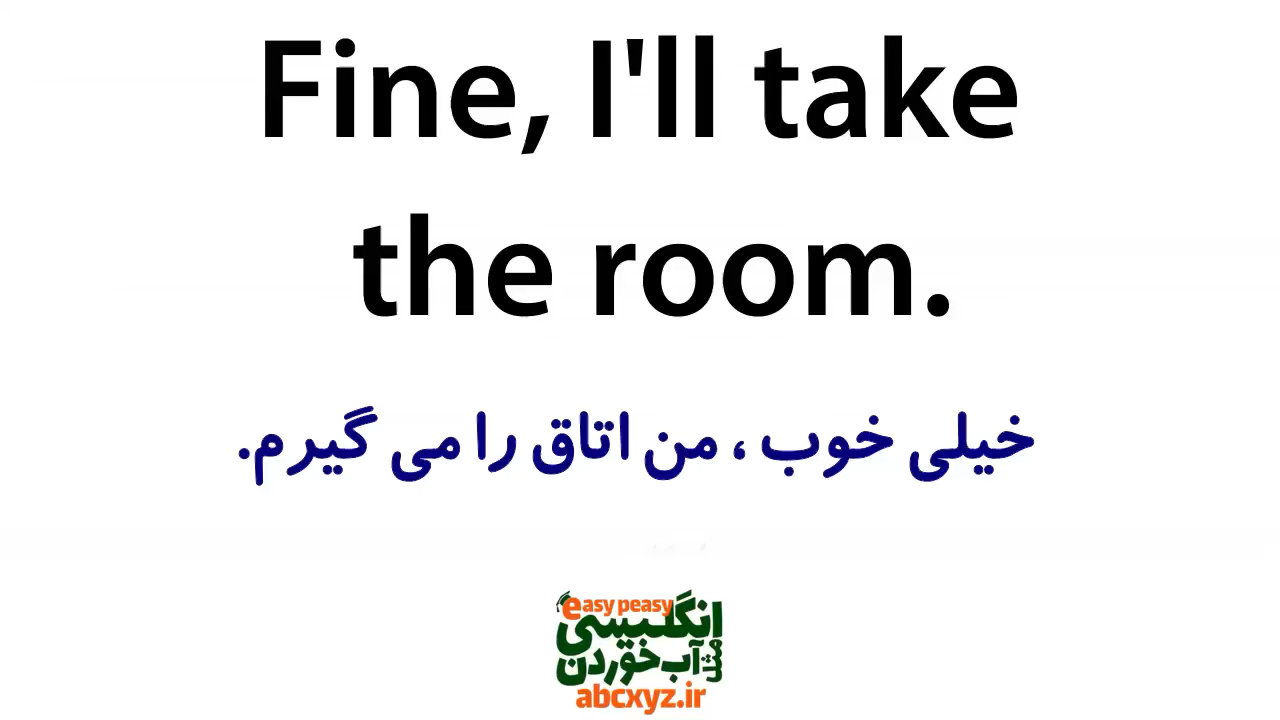 Fine, I'll take
the room.
خیلی خوب ، من اتاق را می گیرم.
easy peasy
انگلیسی
مثل آب خوردن
abcxyz.ir